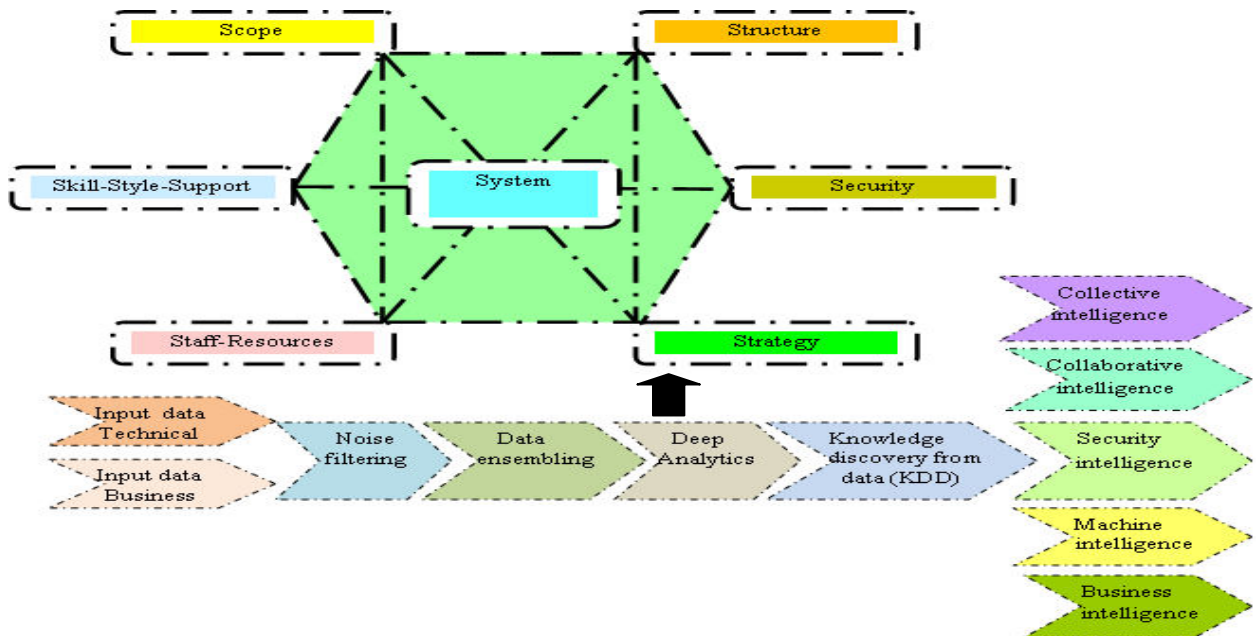 Scope
Structure
Skill-Style-Support
System
Security
Staff-Resources
Strategy
Input data
Technical
Input data
Business
Noise
filtering
Data
ensembling
Deep
Analytics
Knowledge
discovery from
data (KDD)
Collective
intelligence
Collaborative
intelligence
Security
intelligence
Machine
intelligence
Business
intelligence